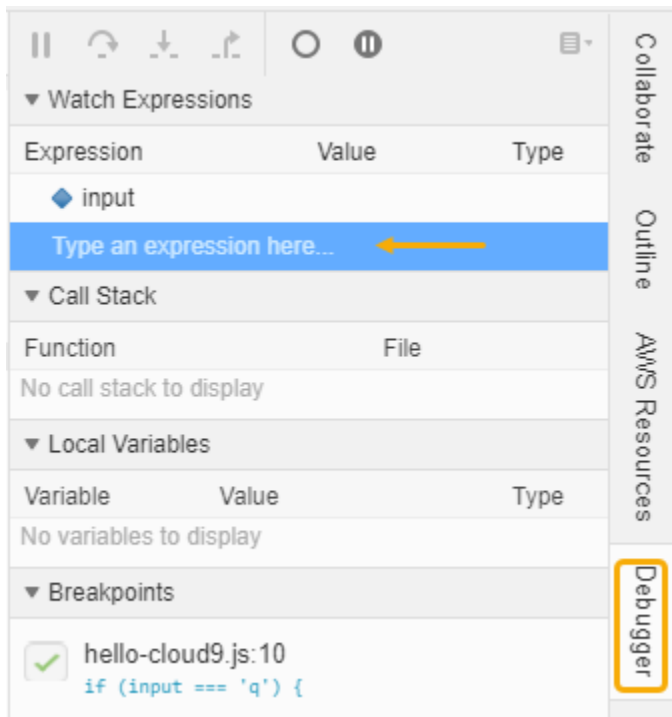 Watch Expressions
Expression Value Type
input
Type an expression here...
Call Stack
Function File
No call stack to display
Local Variables
Variable Value Type
No variables to display
Breakpoints
hello-cloud9.js:10
if (input === 'q') {
Collaborate
Outline
AWS Resources
Debugger